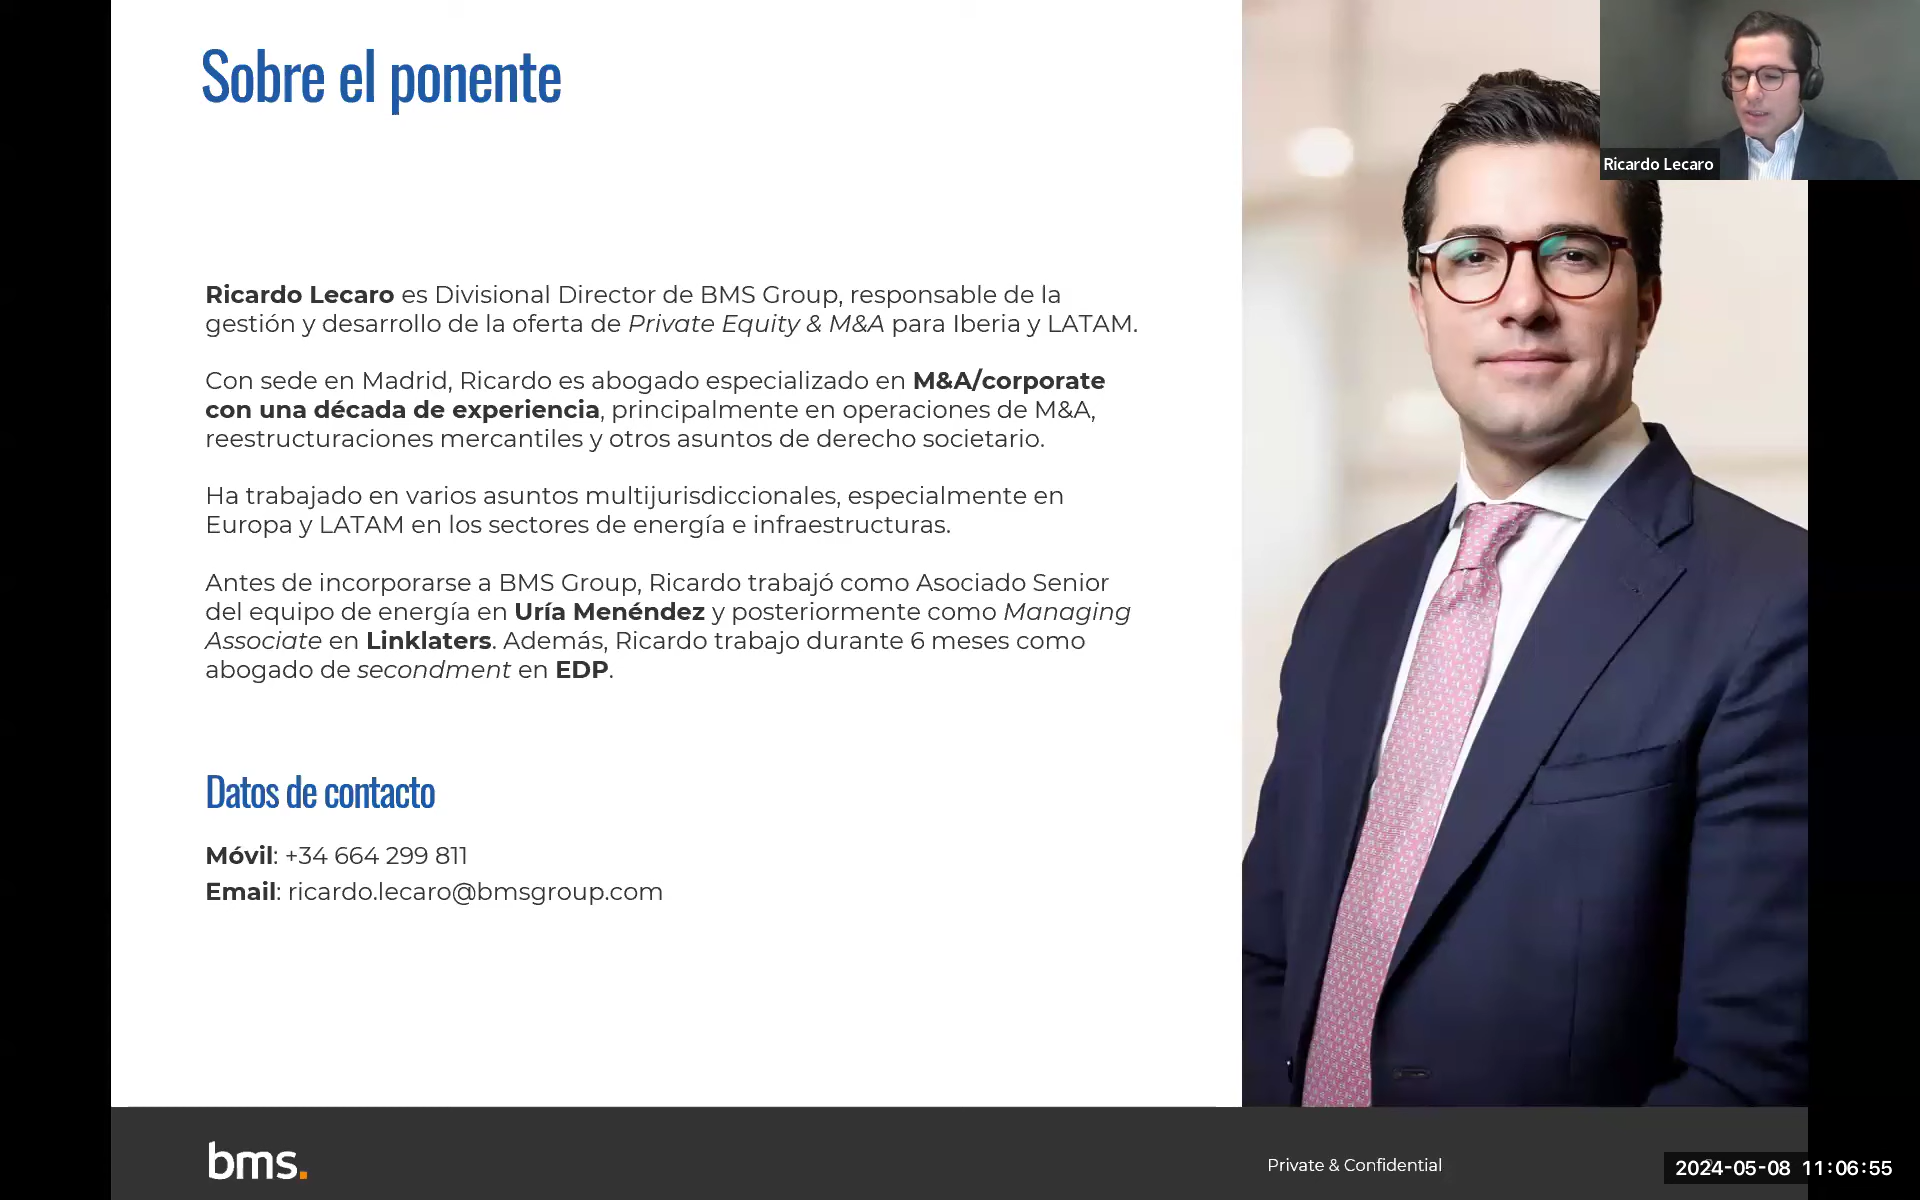 Sobre el ponente
Ricardo Lecaro
Ricardo Lecaro es Divisional Director de BMS Group, responsable de la
gestión y desarrollo de la oferta de Private Equity & M&A para Iberia y LATAM.
Con sede en Madrid, Ricardo es abogado especializado en M&A/corporate
con una década de experiencia, principalmente en operaciones de M&A,
reestructuraciones mercantiles y otros asuntos de derecho societario.
Ha trabajado en varios asuntos multijurisdiccionales, especialmente en
Europa y LATAM en los sectores de energía e infraestructuras.
Antes de incorporarse a BMS Group, Ricardo trabajó como Asociado Senior
del equipo de energía en Uría Menéndez y posteriormente como Managing
Associate en Linklaters. Además, Ricardo trabajo durante 6 meses como
abogado de secondment en EDP.
Datos de contacto
Móvil: +34 664 299 811
Email: ricardo.lecaro@bmsgroup.com
bms.
Private & Confidential
2024-05-08 11:06:55